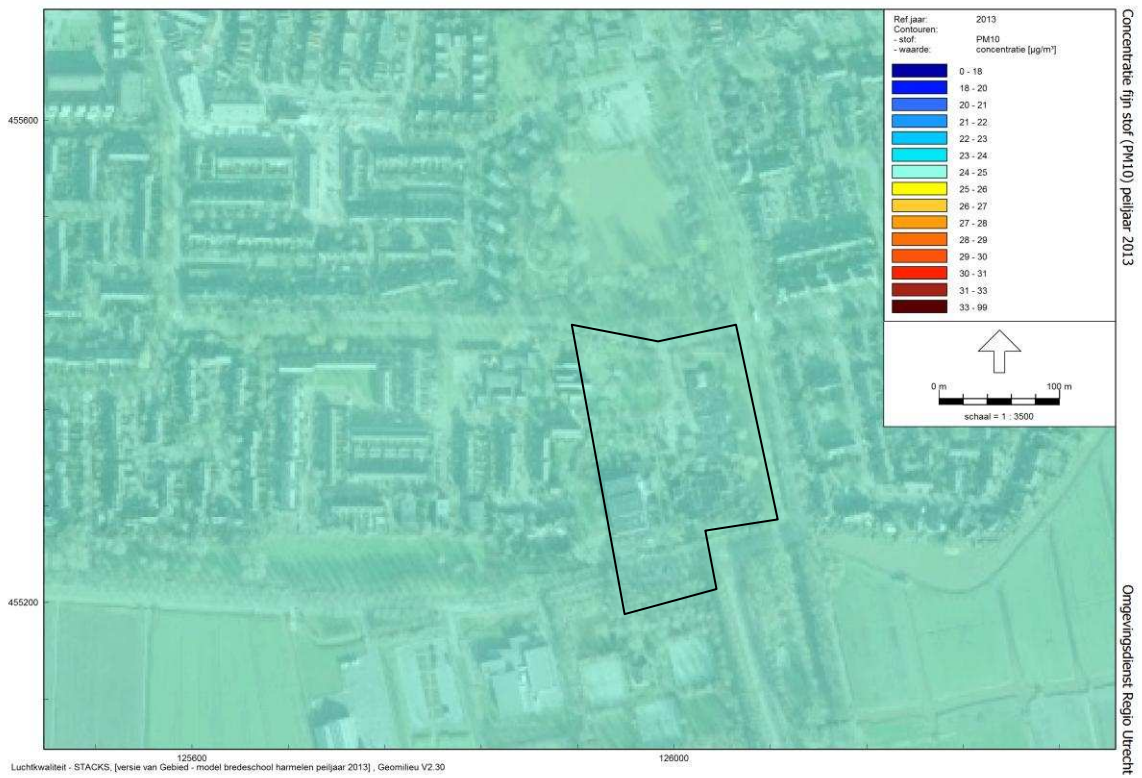 Ref.jaar: 2013
Contouren:
- stof: PM10
- waarde: concentratie [µg/m³]
0 - 18
18 - 20
20 - 21
21 - 22
22 - 23
23 - 24
24 - 25
25 - 26
26 - 27
27 - 28
28 - 29
29 - 30
30 - 31
31 - 33
33 - 99
0 m 100 m
schaal = 1 : 3500
Concentratie fijn stof (PM10) peiljaar 2013
Omgevingsdienst Regio Utrecht
455600
455200
125600 126000
Luchtkwaliteit - STACKS, [versie van Gebied - model bredeschool harmelen peiljaar 2013] , Geomilieu V2.30